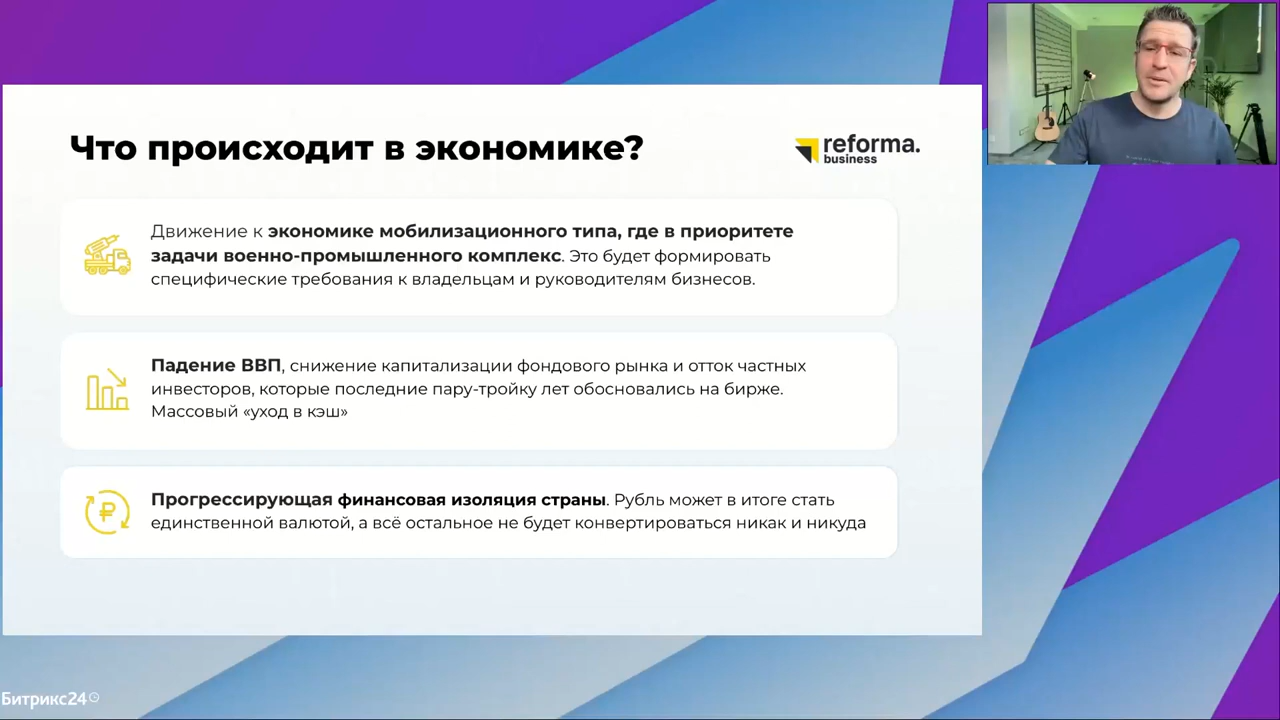 Что происходит в экономике?
reforma.
business
Движение к экономике мобилизационного типа, где в приоритете
задачи военно-промышленного комплекс. Это будет формировать
специфические требования к владельцам и руководителям бизнесов.
Падение ВВП, снижение капитализации фондового рынка и отток частных
инвесторов, которые последние пару-тройку лет обосновались на бирже.
Массовый «уход в кэш»
Прогрессирующая финансовая изоляция страны. Рубль может в итоге стать
единственной валютой, а всё остальное не будет конвертироваться никак и никуда
Битрикс24